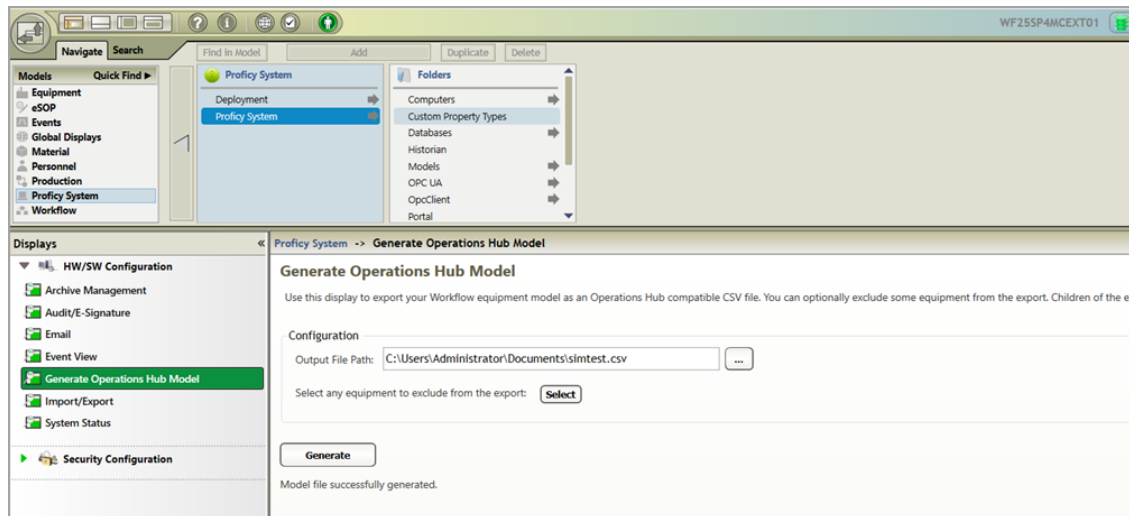 WF25SP4MCEXT01
Navigate Search
Find in Model Add Duplicate Delete
Models Quick Find
Equipment
eSOP
Events
Global Displays
Material
Personnel
Production
Proficy System
Workflow
Proficy System
Deployment
Proficy System
Folders
Computers
Custom Property Types
Databases
Historian
Models
OPC UA
OpcClient
Portal
Displays
HW/SW Configuration
Archive Management
Audit/E-Signature
Email
Event View
Generate Operations Hub Model
Import/Export
System Status
Security Configuration
Proficy System -> Generate Operations Hub Model
Generate Operations Hub Model
Use this display to export your Workflow equipment model as an Operations Hub compatible CSV file. You can optionally exclude some equipment from the export. Children of the e
Configuration
Output File Path: C:\Users\Administrator\Documents\simtest.csv ...
Select any equipment to exclude from the export: Select
Generate
Model file successfully generated.